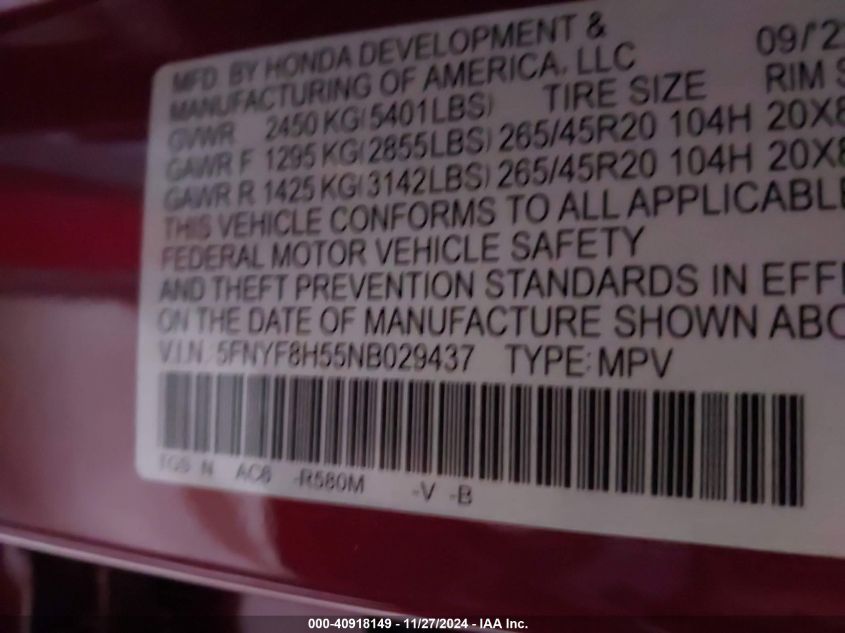 MFD. BY HONDA DEVELOPMENT & 09/2
MANUFACTURING OF AMERICA, LLC
TIRE SIZE RIM S
GVWR 2450 KG(5401LBS)
GAWR F 1295 KG(2855LBS) 265/45R20 104H 20X8
GAWR R 1425 KG(3142LBS) 265/45R20 104H 20X8
THIS VEHICLE CONFORMS TO ALL APPLICABLE
FEDERAL MOTOR VEHICLE SAFETY
AND THEFT PREVENTION STANDARDS IN EFFE
ON THE DATE OF MANUFACTURE SHOWN ABO
V.I.N. 5FNYF8H55NB029437 TYPE: MPV
TGS N AC6 -R580M -V -B
000-40918149 - 11/27/2024 - IAA Inc.